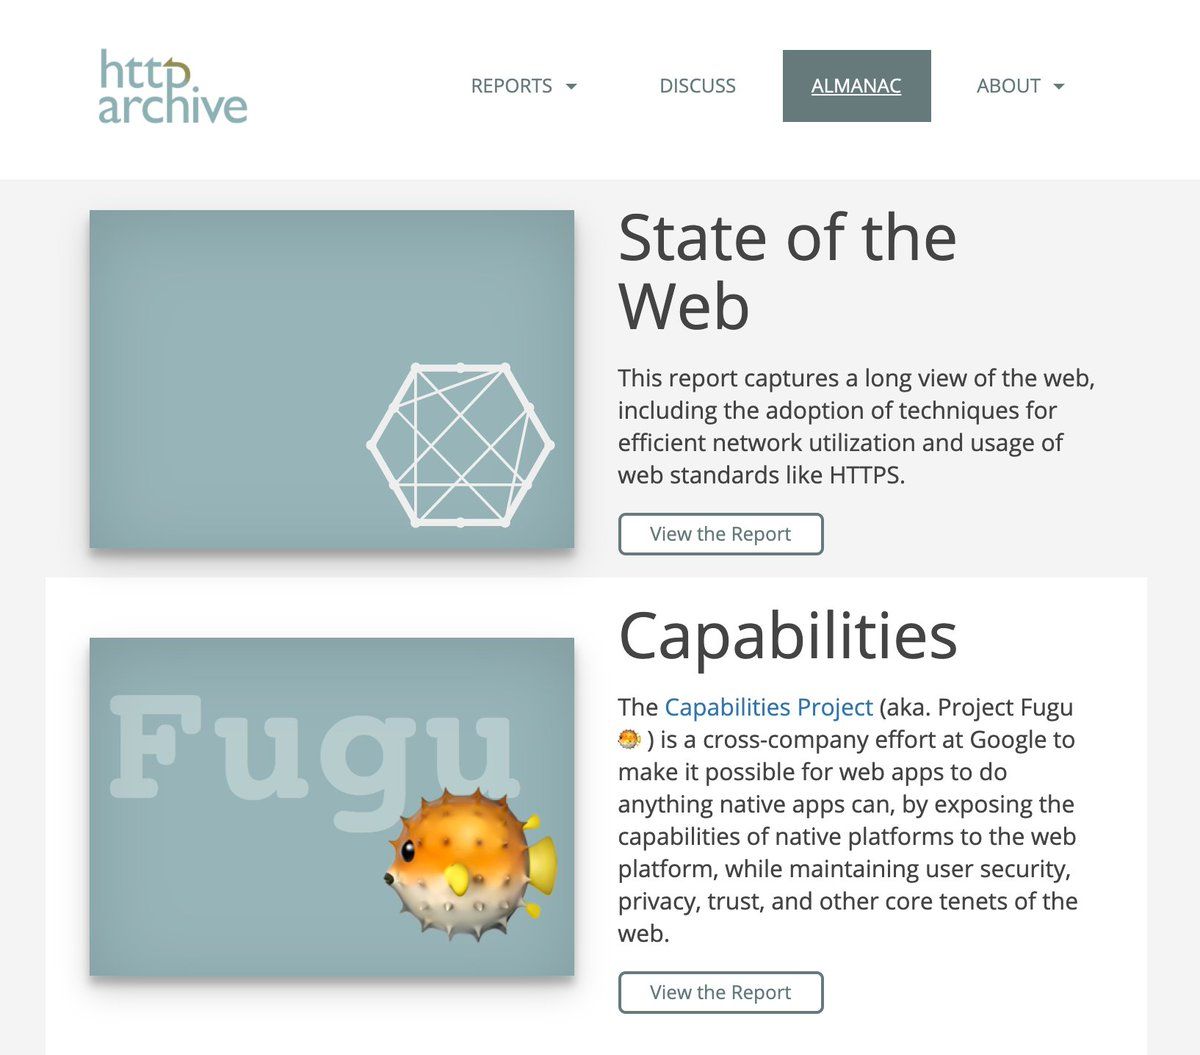 http
archive
REPORTS
DISCUSS
ALMANAC
ABOUT
State of the
Web
This report captures a long view of the web,
including the adoption of techniques for
efficient network utilization and usage of
web standards like HTTPS.
View the Report
Fugu
Capabilities
The Capabilities Project (aka. Project Fugu
🐡 ) is a cross-company effort at Google to
make it possible for web apps to do
anything native apps can, by exposing the
capabilities of native platforms to the web
platform, while maintaining user security,
privacy, trust, and other core tenets of the
web.
View the Report